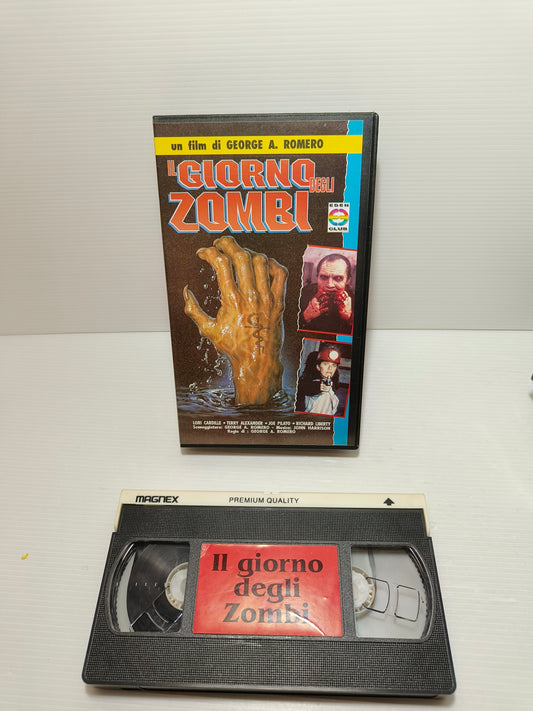 un film di GEORGE A. ROMERO
IL GIORNO DEGLI
ZOMBI
EDEN
CLUB
LORI CARDILLE • TERRY ALEXANDER • JOE PILATO • RICHARD LIBERTY
Sceneggiatura: GEORGE A. ROMERO - Musica: JOHN HARRISON
Regia di: GEORGE A. ROMERO
MAGNEX
PREMIUM QUALITY
Il giorno
degli
Zombi